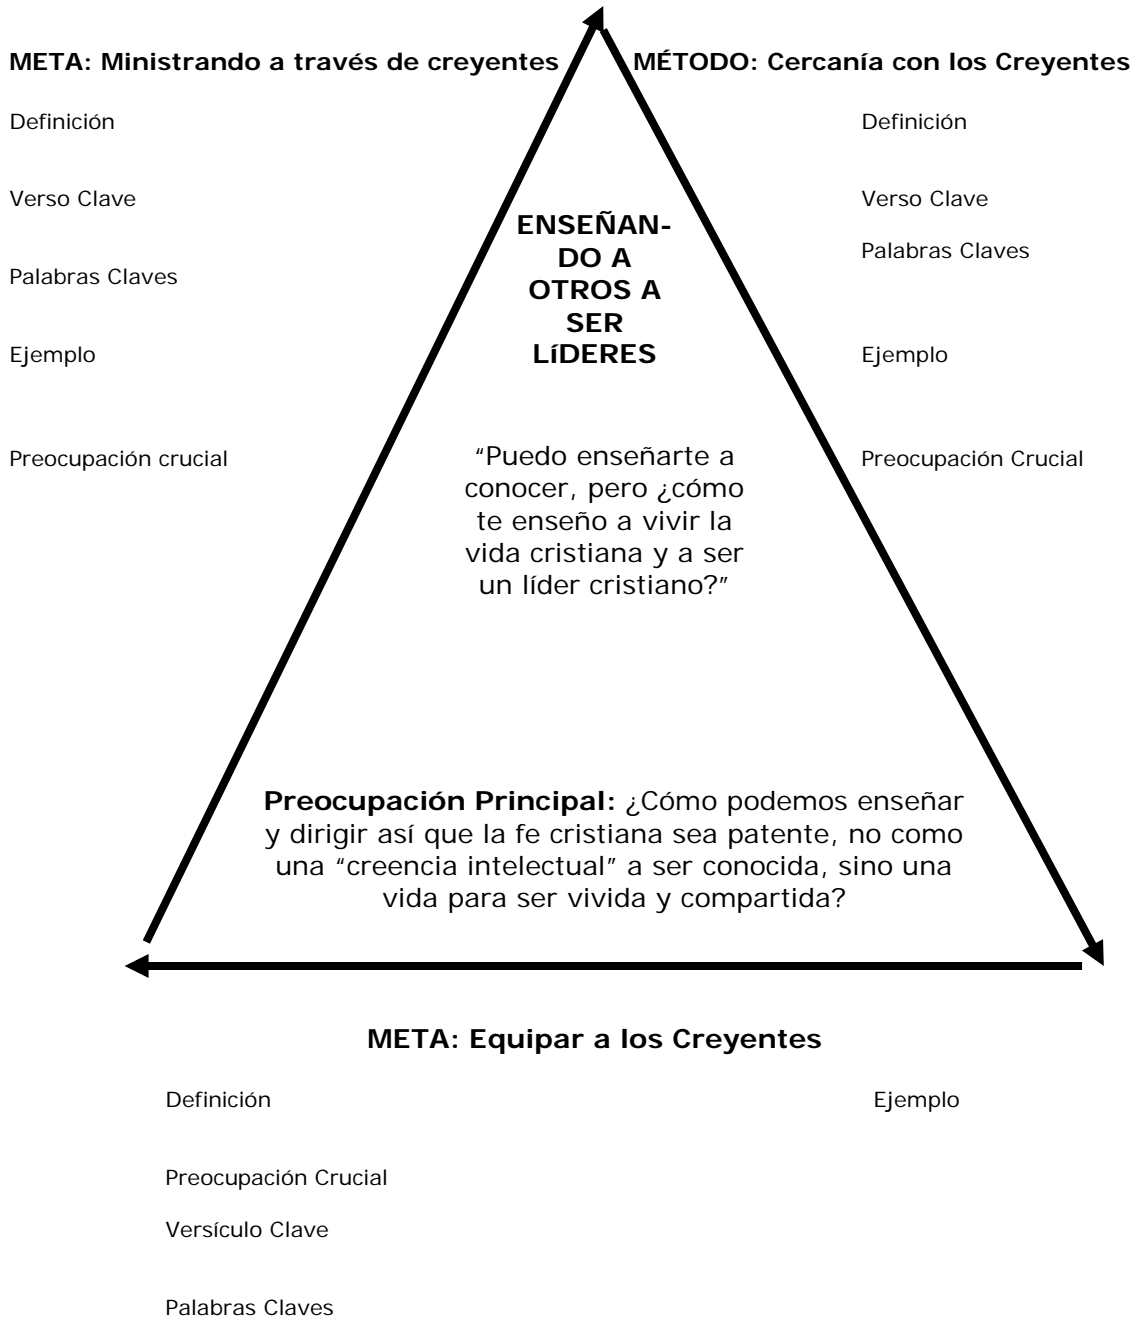 META: Ministrando a través de creyentes
Definición
Verso Clave
Palabras Claves
Ejemplo
Preocupación crucial
MÉTODO: Cercanía con los Creyentes
Definición
Verso Clave
Palabras Claves
Ejemplo
Preocupación Crucial
ENSEÑAN-
DO A
OTROS A
SER
LíDERES
“Puedo enseñarte a
conocer, pero ¿cómo
te enseño a vivir la
vida cristiana y a ser
un líder cristiano?”
Preocupación Principal: ¿Cómo podemos enseñar
y dirigir así que la fe cristiana sea patente, no como
una “creencia intelectual” a ser conocida, sino una
vida para ser vivida y compartida?
META: Equipar a los Creyentes
Definición
Ejemplo
Preocupación Crucial
Versículo Clave
Palabras Claves